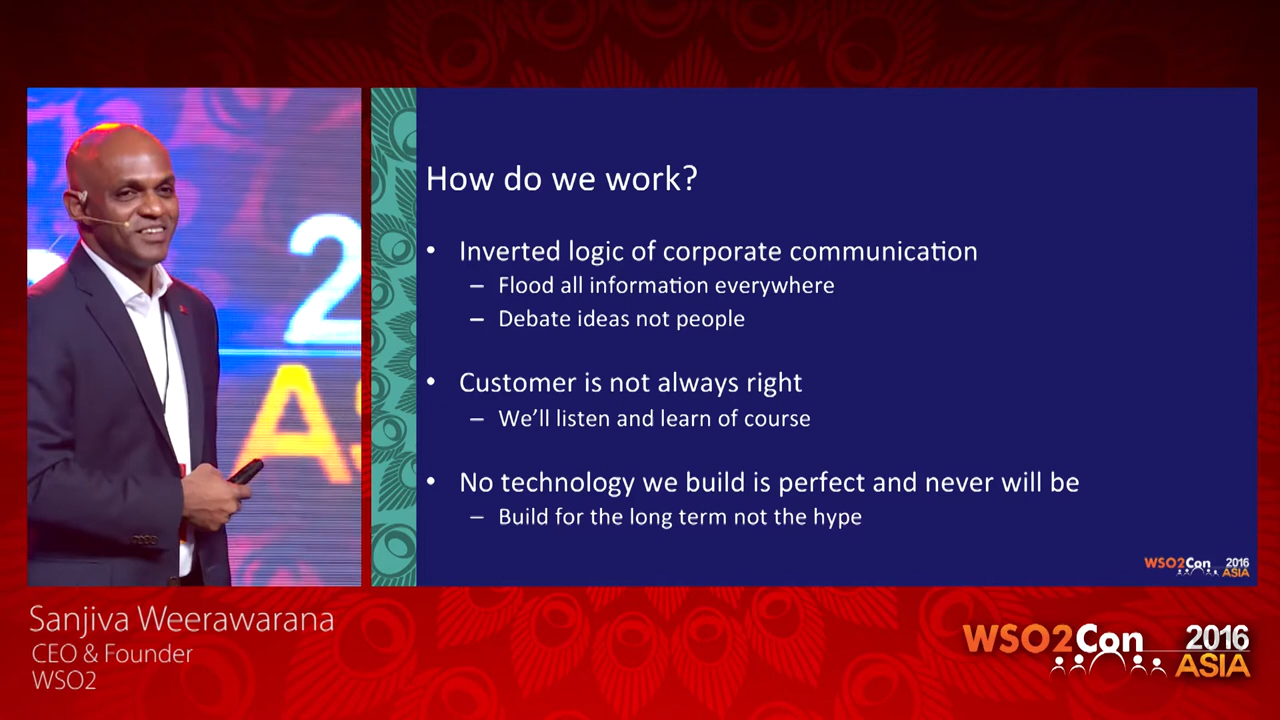 How do we work?
• Inverted logic of corporate communication
– Flood all information everywhere
– Debate ideas not people
• Customer is not always right
– We'll listen and learn of course
• No technology we build is perfect and never will be
– Build for the long term not the hype
WSO2Con 2016
ASIA
2
AS
Sanjiva Weerawarana
CEO & Founder
WSO2
WSO2Con 2016
ASIA